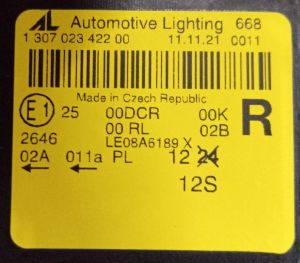 AL Automotive Lighting 668
1 307 023 422 00 11.11.21 0011
Made in Czech Republic
E1 25 00DCR 00K R
00 RL 02B
2646 LE08A6189 X
02A 011a PL 12 24
12S